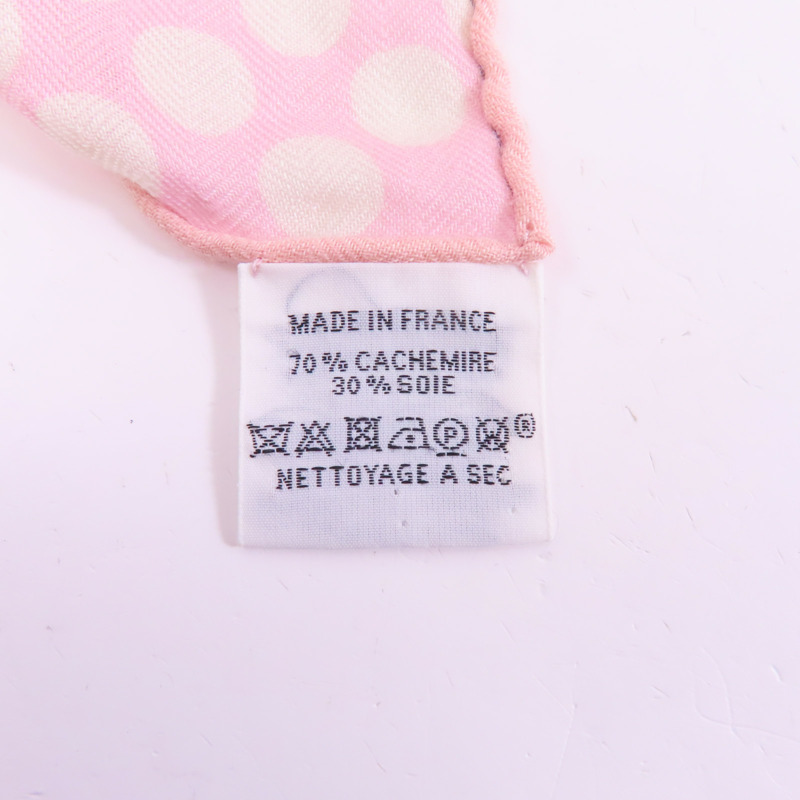 MADE IN FRANCE
70 % CACHEMIRE
30 % SOIE
P W ®
NETTOYAGE A SEC